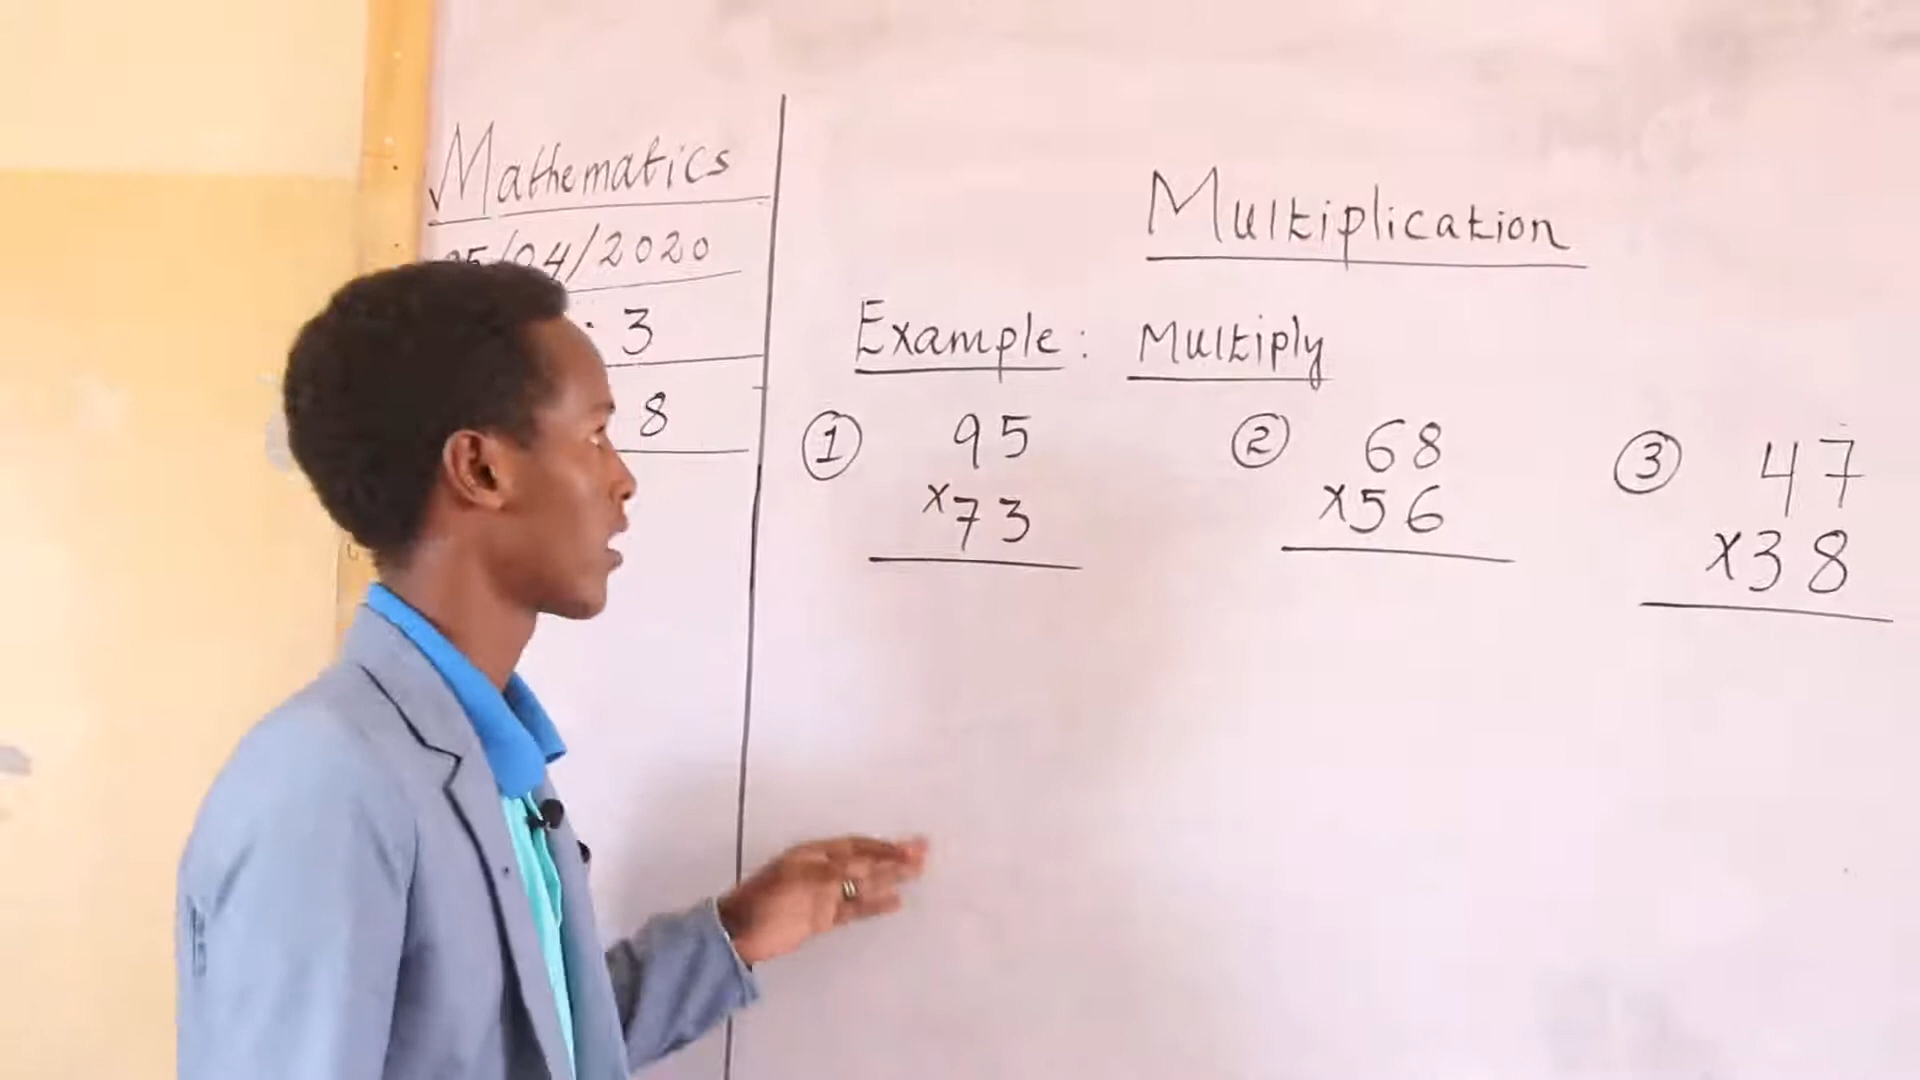 Mathematics
/04/2020
: 3
8
Multiplication
Example: Multiply
① 95
x73
② 68
x56
③ 47
x38